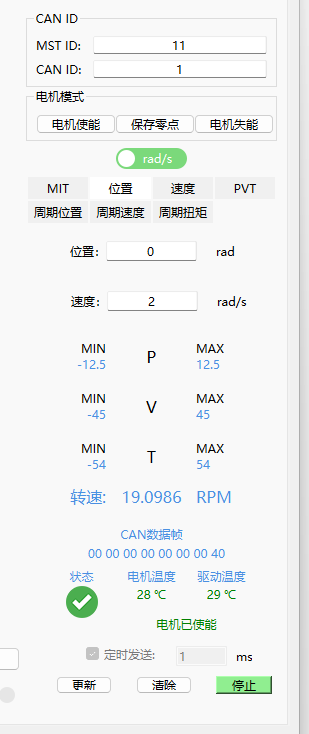 CAN ID
MST ID: 11
CAN ID: 1
电机模式
电机使能 保存零点 电机失能
rad/s
MIT 位置 速度 PVT
周期位置 周期速度 周期扭矩
位置: 0 rad
速度: 2 rad/s
MIN P MAX
-12.5 12.5
MIN V MAX
-45 45
MIN T MAX
-54 54
转速: 19.0986 RPM
CAN数据帧
00 00 00 00 00 00 00 40
状态 电机温度 驱动温度
28 ℃ 29 ℃
电机已使能
定时发送: 1 ms
更新 清除 停止